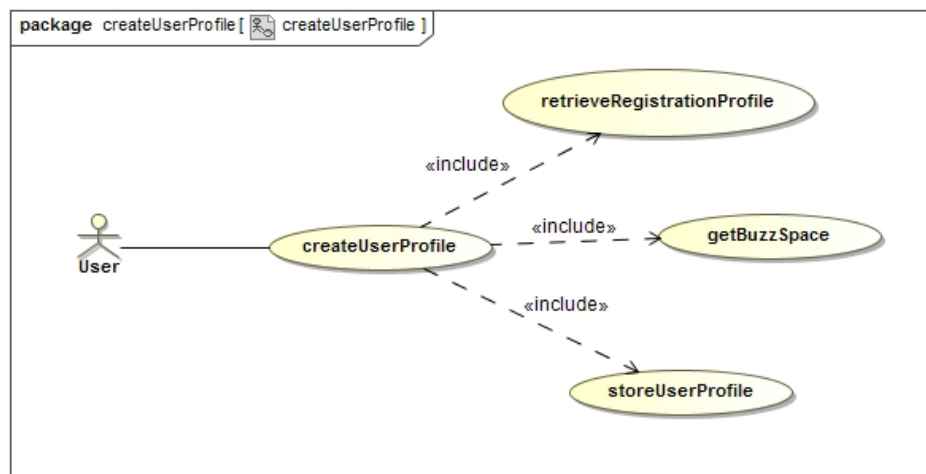 package createUserProfile [ createUserProfile ]
retrieveRegistrationProfile
«include»
«include»
getBuzzSpace
createUserProfile
User
«include»
storeUserProfile